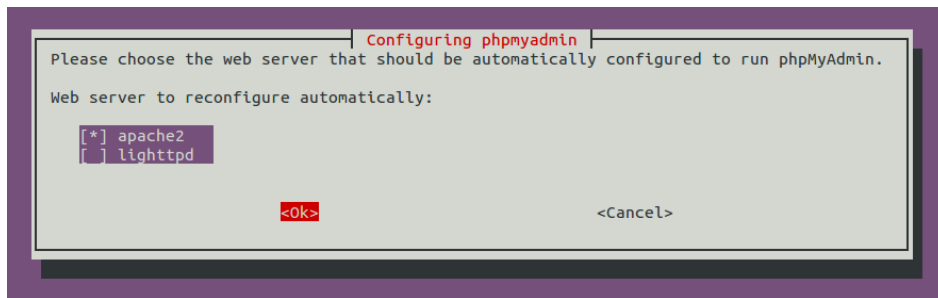 Configuring phpmyadmin
Please choose the web server that should be automatically configured to run phpMyAdmin.
Web server to reconfigure automatically:
[*] apache2
[ ] lighttpd
<Ok> <Cancel>